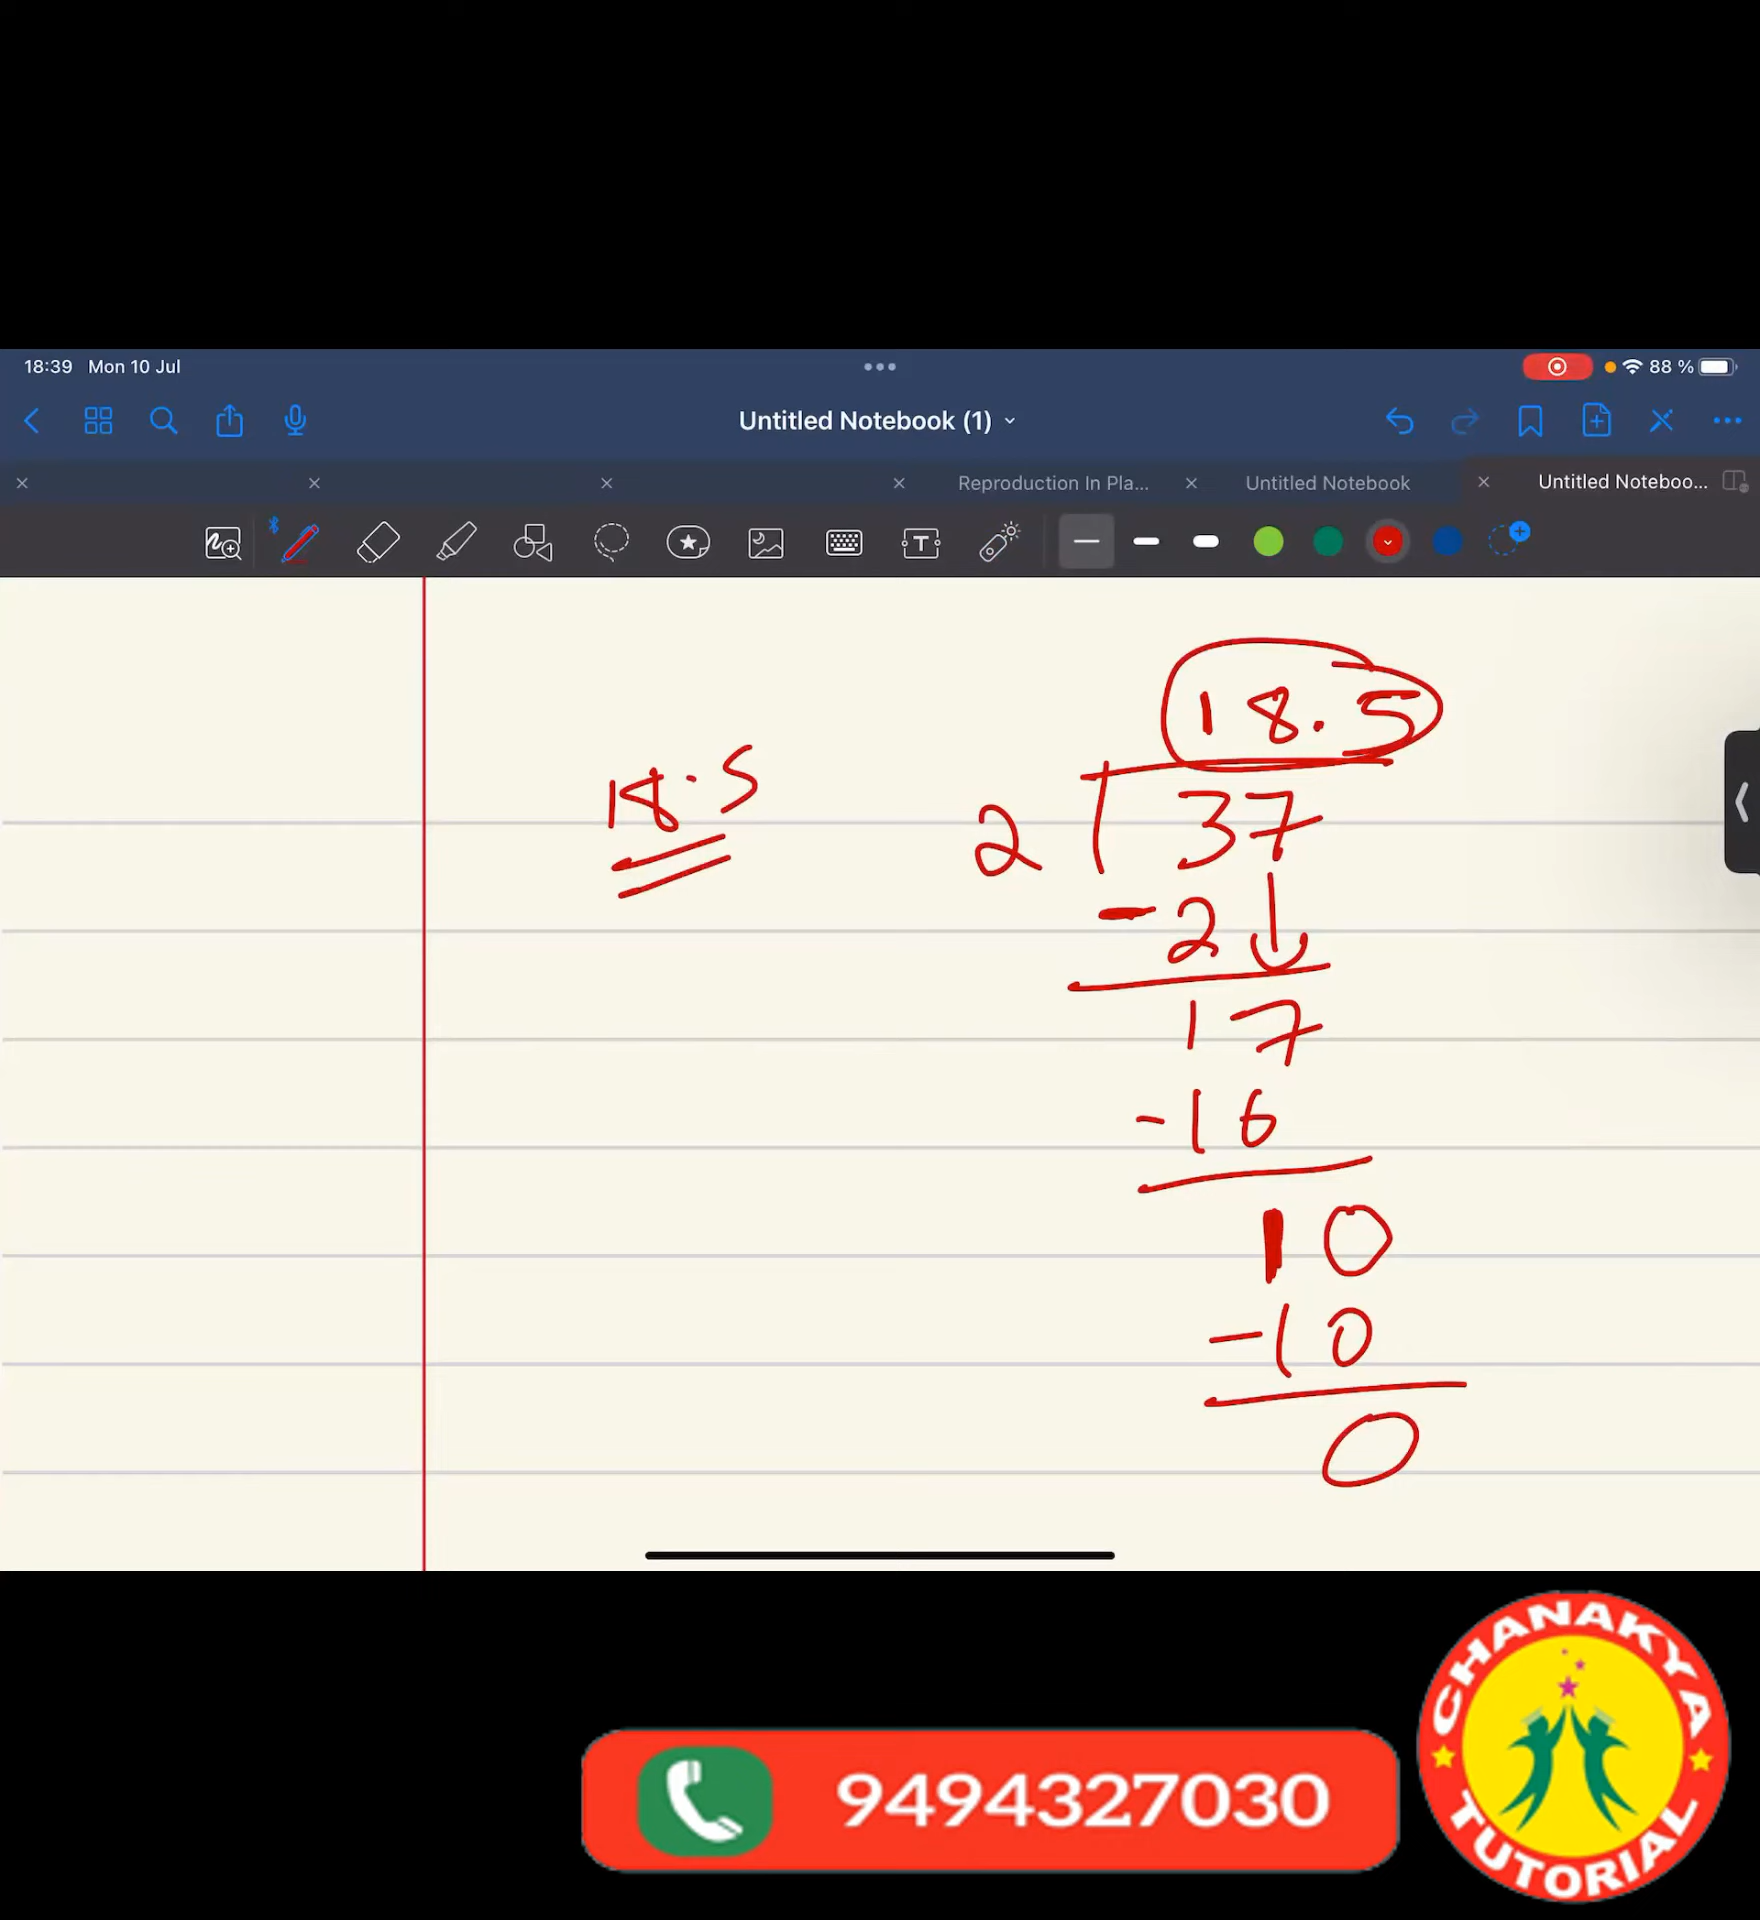 18:39 Mon 10 Jul
88 %
Untitled Notebook (1)
Reproduction In Pla...
Untitled Notebook
Untitled Noteboo...
T
18.5
18.5
2 37
-2
17
-16
10
-10
0
9494327030
CHANAKYA
TUTORIAL